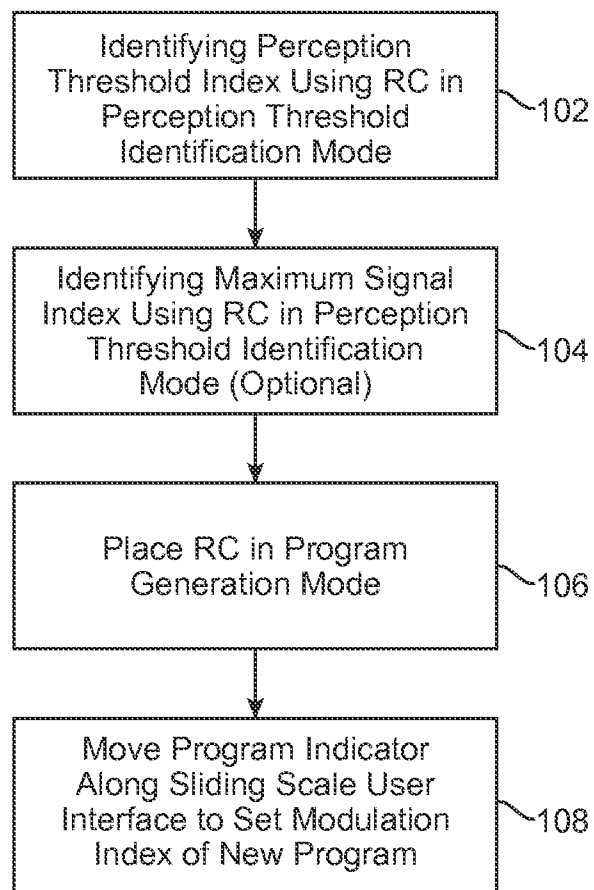 Identifying Perception
Threshold Index Using RC in
Perception Threshold
Identification Mode
102
Identifying Maximum Signal
Index Using RC in Perception
Threshold Identification
Mode (Optional)
104
Place RC in Program
Generation Mode
106
Move Program Indicator
Along Sliding Scale User
Interface to Set Modulation
Index of New Program
108